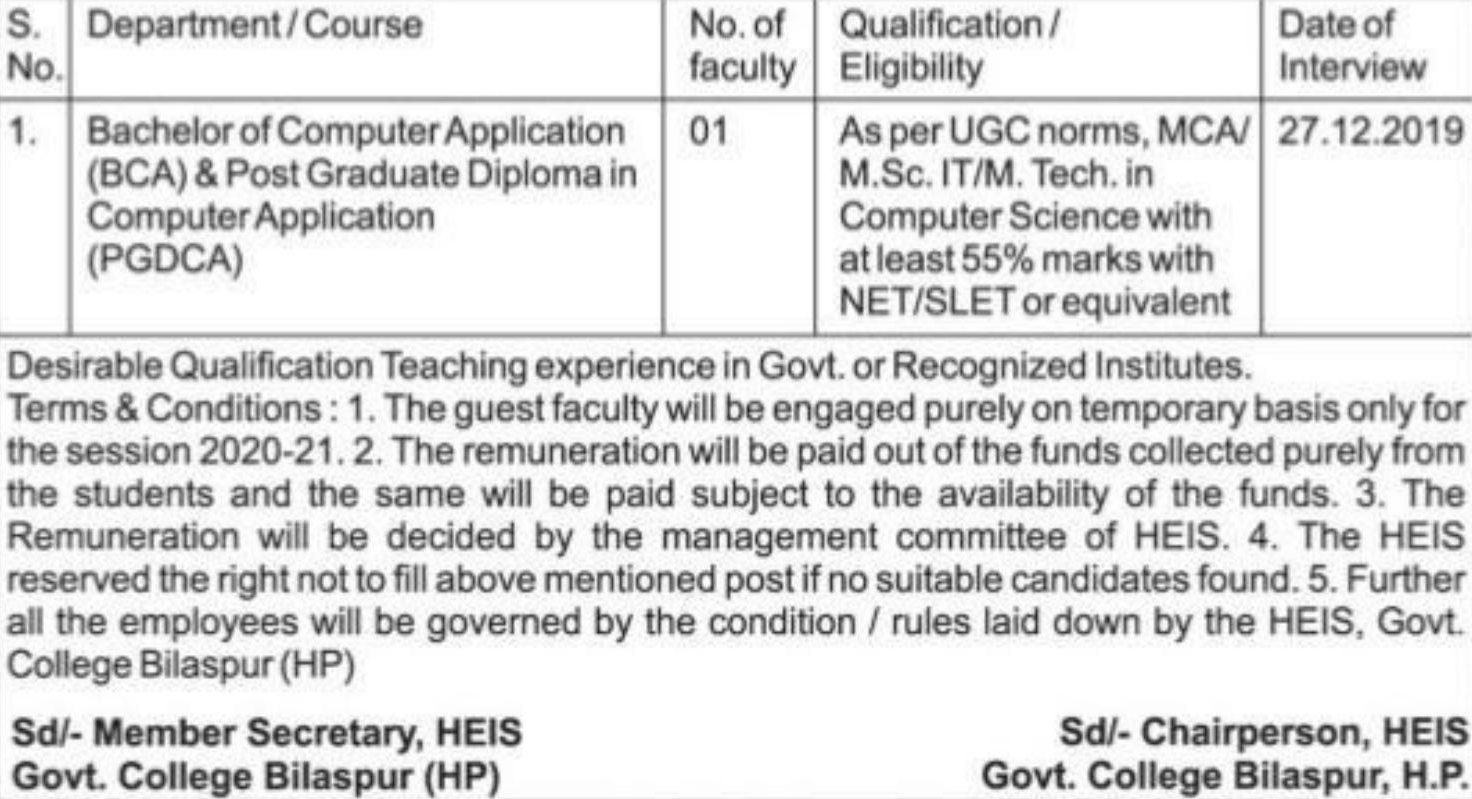 S. No. Department / Course No. of faculty Qualification / Eligibility Date of Interview
1. Bachelor of Computer Application (BCA) & Post Graduate Diploma in Computer Application (PGDCA) 01 As per UGC norms, MCA/ M.Sc. IT/M. Tech. in Computer Science with at least 55% marks with NET/SLET or equivalent 27.12.2019
Desirable Qualification Teaching experience in Govt. or Recognized Institutes.
Terms & Conditions : 1. The guest faculty will be engaged purely on temporary basis only for
the session 2020-21. 2. The remuneration will be paid out of the funds collected purely from
the students and the same will be paid subject to the availability of the funds. 3. The
Remuneration will be decided by the management committee of HEIS. 4. The HEIS
reserved the right not to fill above mentioned post if no suitable candidates found. 5. Further
all the employees will be governed by the condition / rules laid down by the HEIS, Govt.
College Bilaspur (HP)
Sd/- Member Secretary, HEIS Sd/- Chairperson, HEIS
Govt. College Bilaspur (HP) Govt. College Bilaspur, H.P.